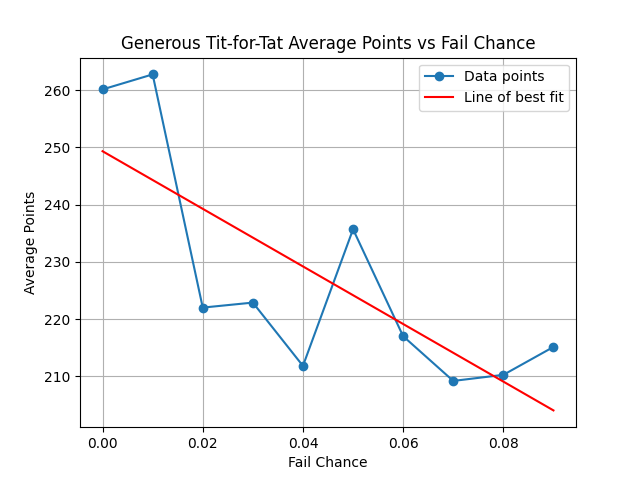 Generous Tit-for-Tat Average Points vs Fail Chance
Data points
Line of best fit
260
250
240
230
220
210
Average Points
0.00 0.02 0.04 0.06 0.08
Fail Chance